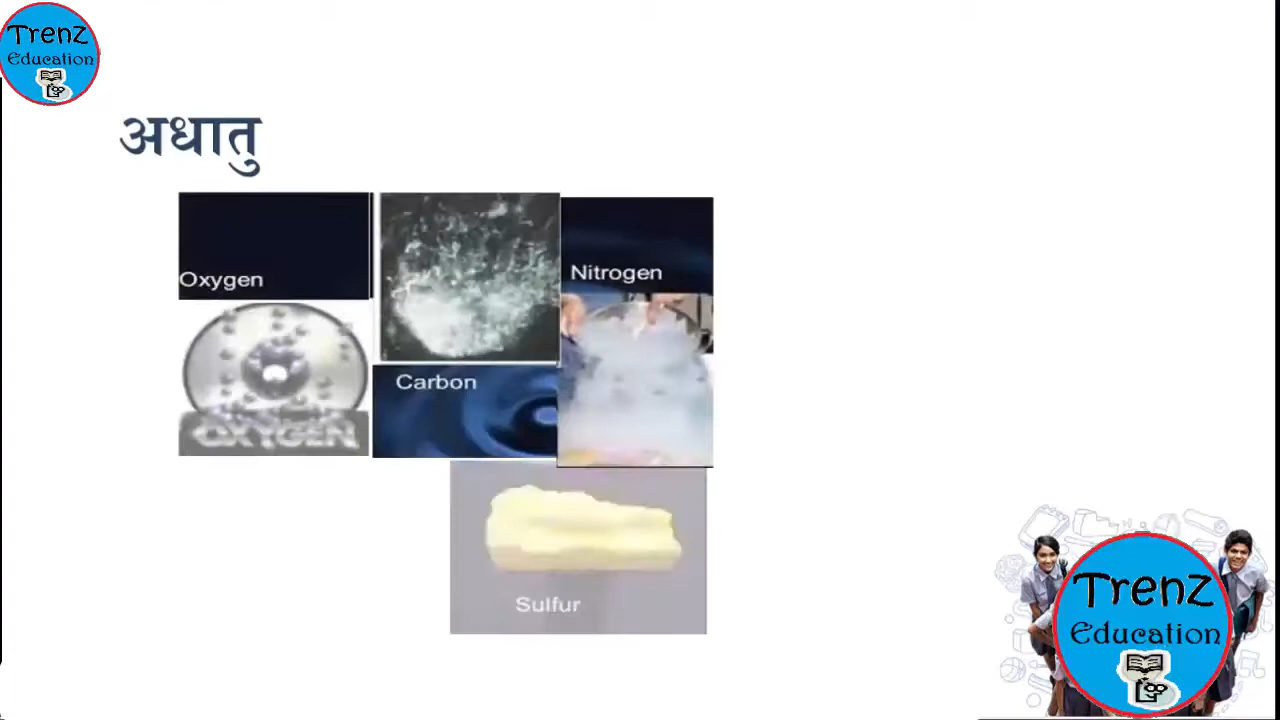 Trenz
Education
अधातु
Oxygen
Nitrogen
Carbon
OXYGEN
Sulfur
Trenz
Education